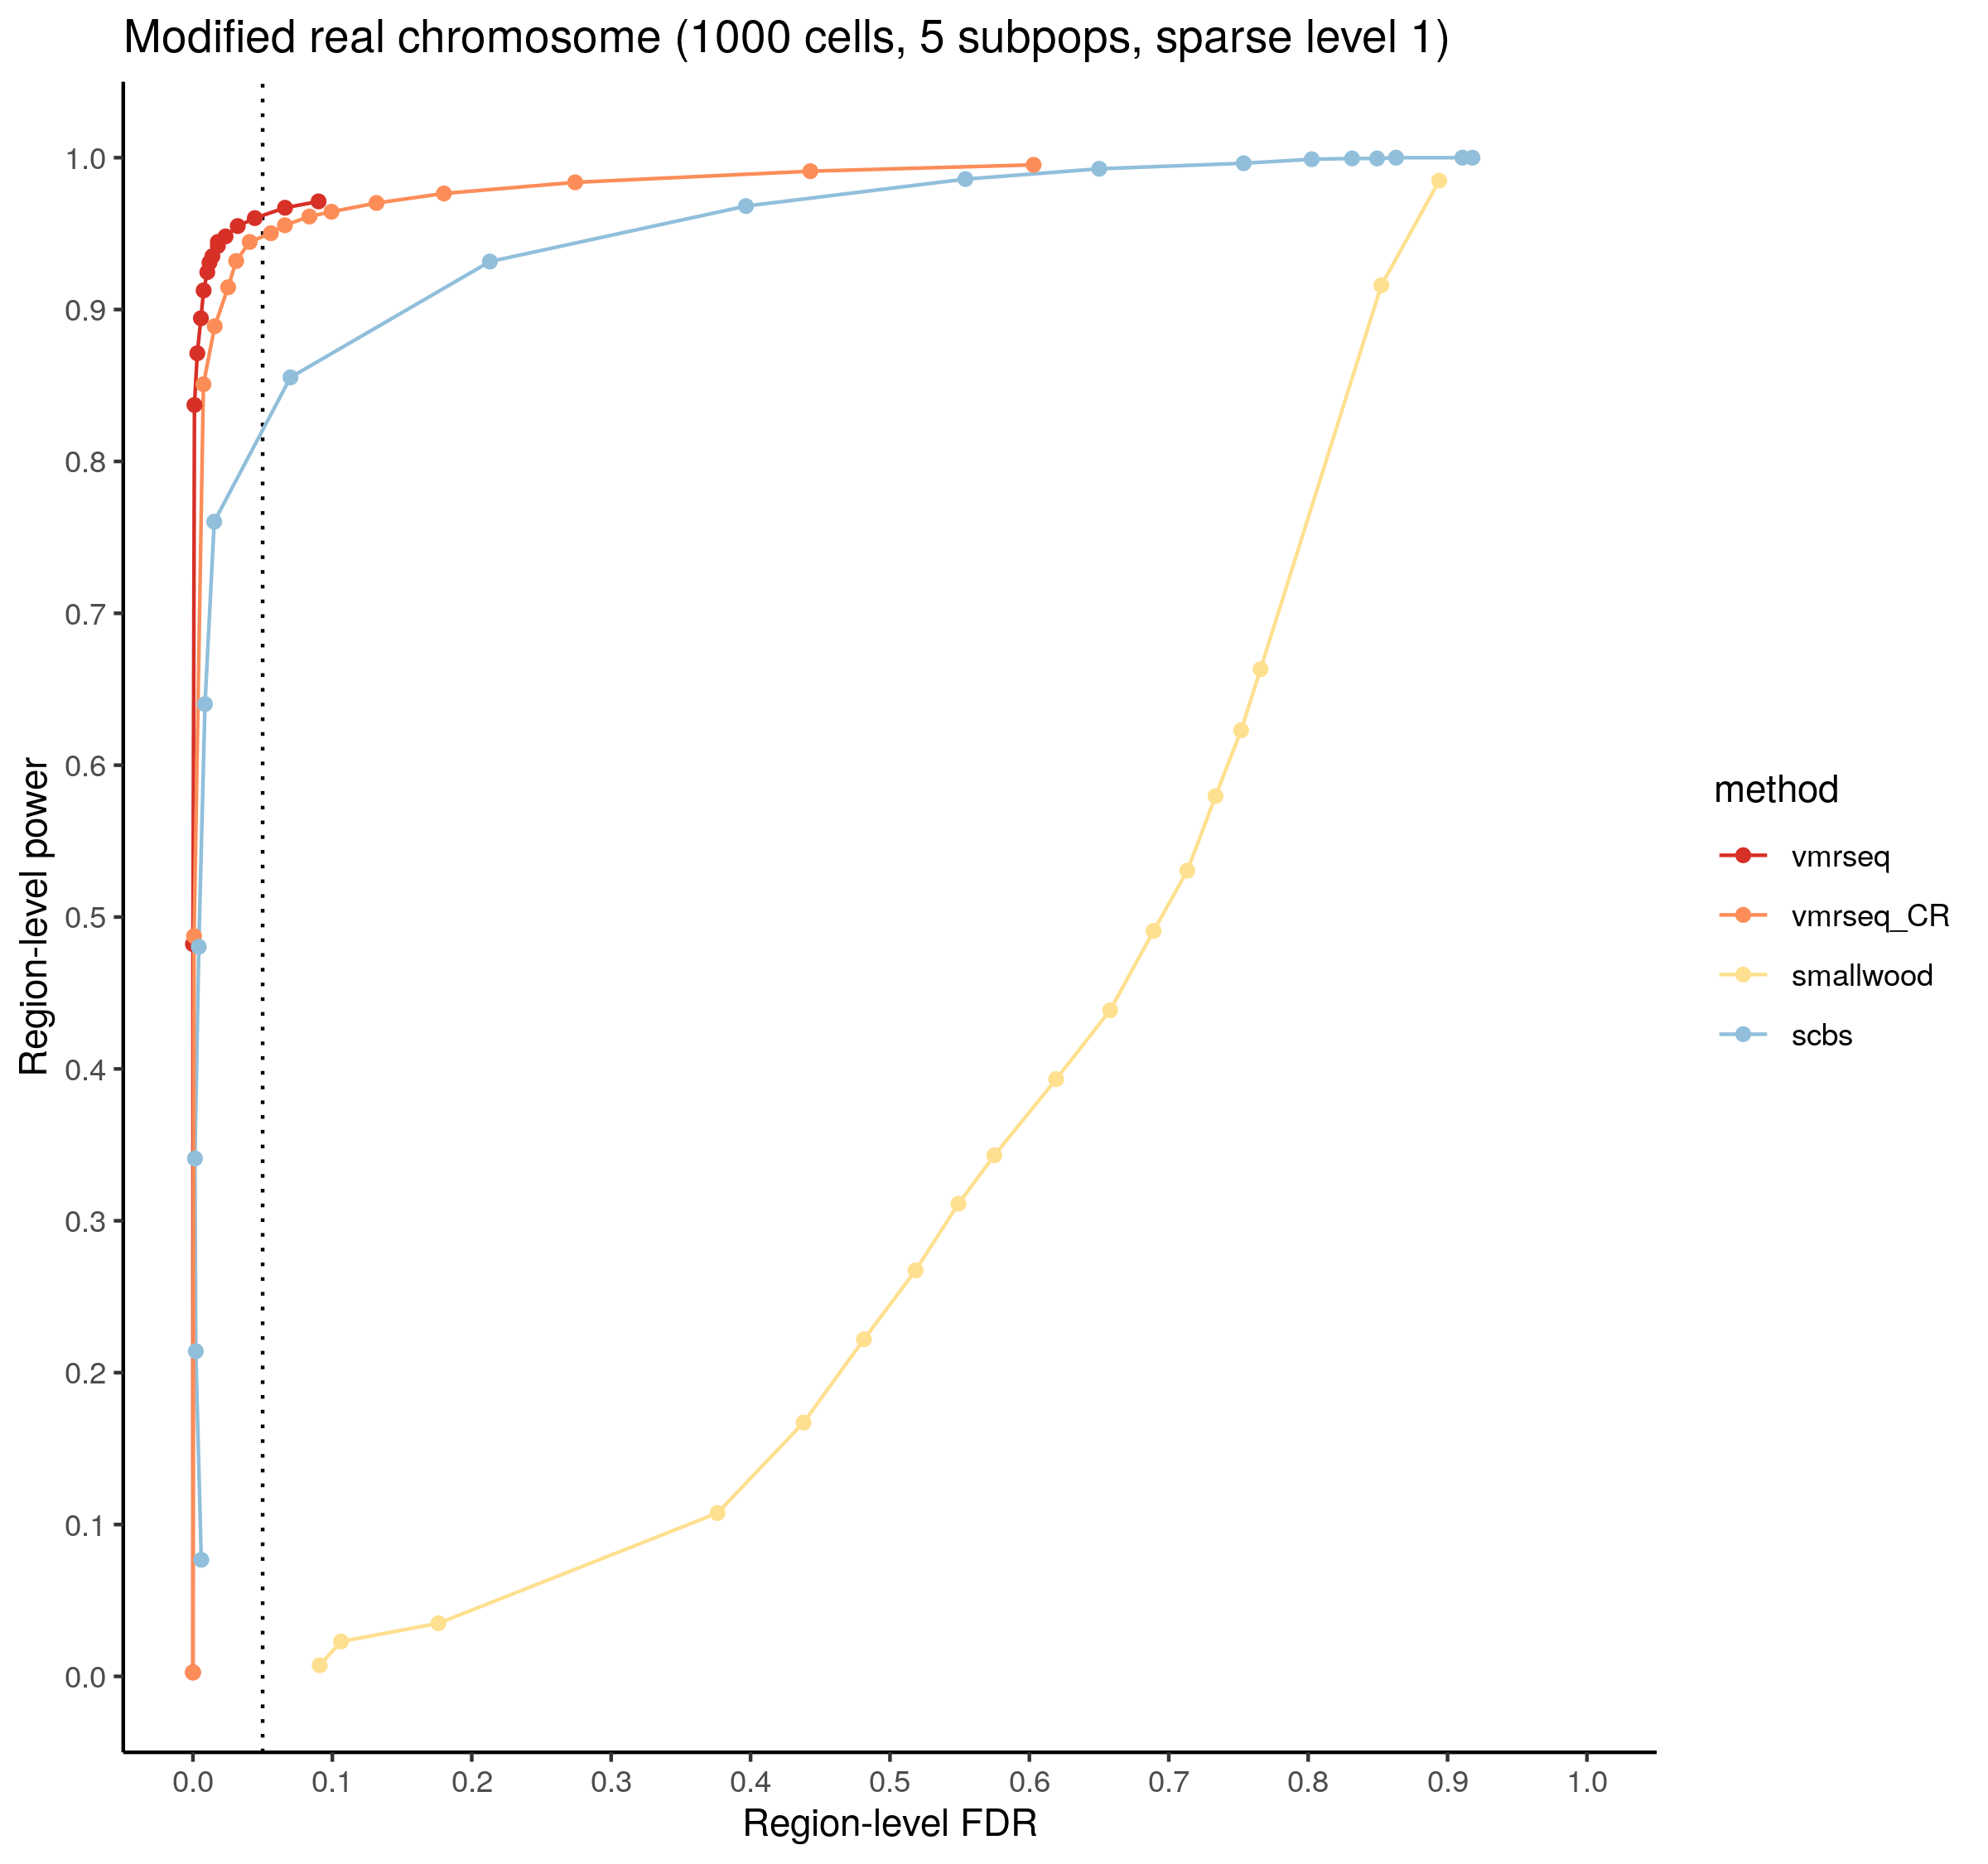 Modified real chromosome (1000 cells, 5 subpops, sparse level 1)
Region-level power
1.0
0.9
0.8
0.7
0.6
0.5
0.4
0.3
0.2
0.1
0.0
0.0 0.1 0.2 0.3 0.4 0.5 0.6 0.7 0.8 0.9 1.0
Region-level FDR
method
vmrseq
vmrseq_CR
smallwood
scbs